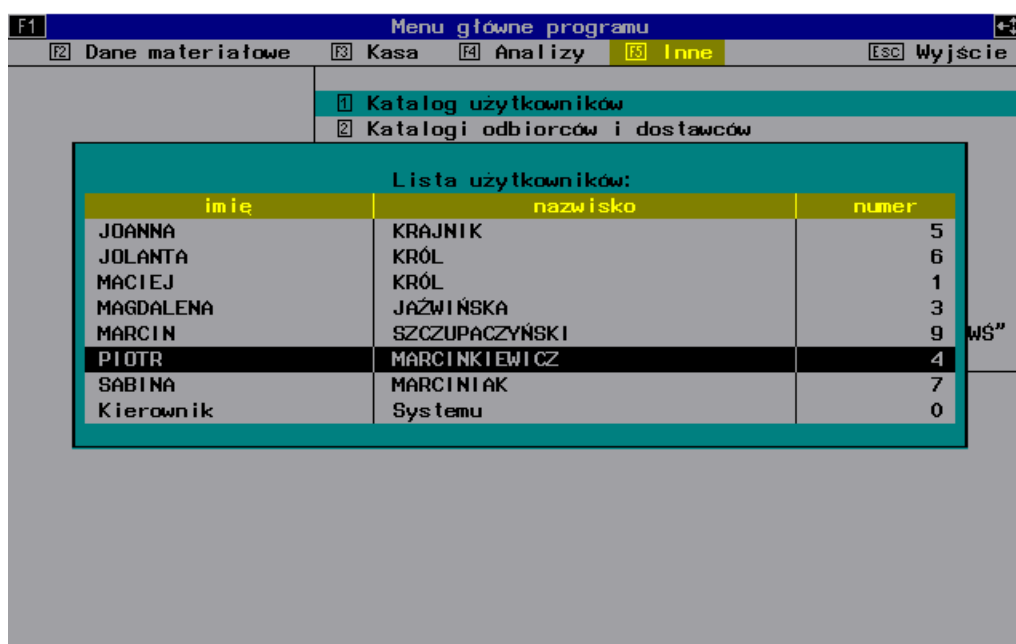 F1 Menu główne programu
F2 Dane materiałowe F3 Kasa F4 Analizy F5 Inne ESC Wyjście
1 Katalog użytkowników
2 Katalogi odbiorców i dostawców
Lista użytkowników:
imię nazwisko numer
JOANNA KRAJNIK 5
JOLANTA KRÓL 6
MACIEJ KRÓL 1
MAGDALENA JAŹWIŃSKA 3
MARCIN SZCZUPACZYŃSKI 9 WŚ”
PIOTR MARCINKIEWICZ 4
SABINA MARCINIAK 7
Kierownik Systemu 0